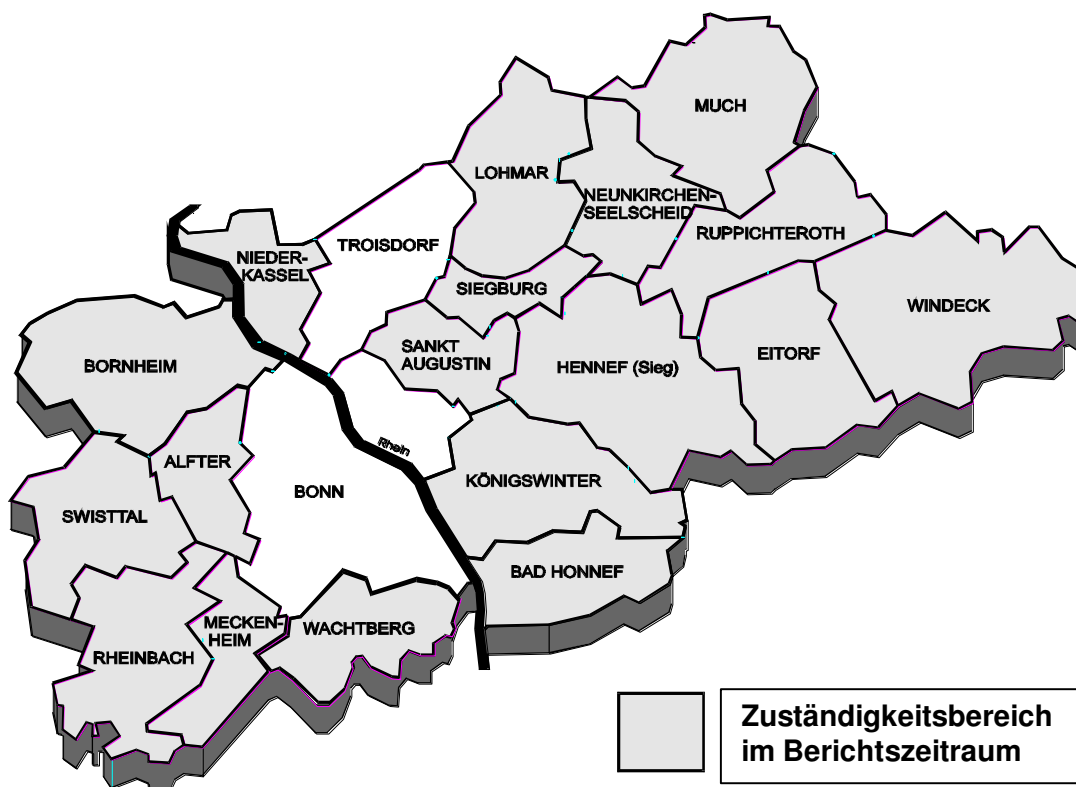 MUCH
LOHMAR
NEUNKIRCHEN-
SEELSCHEID
RUPPICHTEROTH
TROISDORF
NIEDER-
KASSEL
SIEGBURG
WINDECK
SANKT
AUGUSTIN
HENNEF (Sieg)
EITORF
BORNHEIM
Rhein
ALFTER
KÖNIGSWINTER
BONN
SWISTTAL
BAD HONNEF
MECKEN-
HEIM
WACHTBERG
RHEINBACH
Zuständigkeitsbereich
im Berichtszeitraum